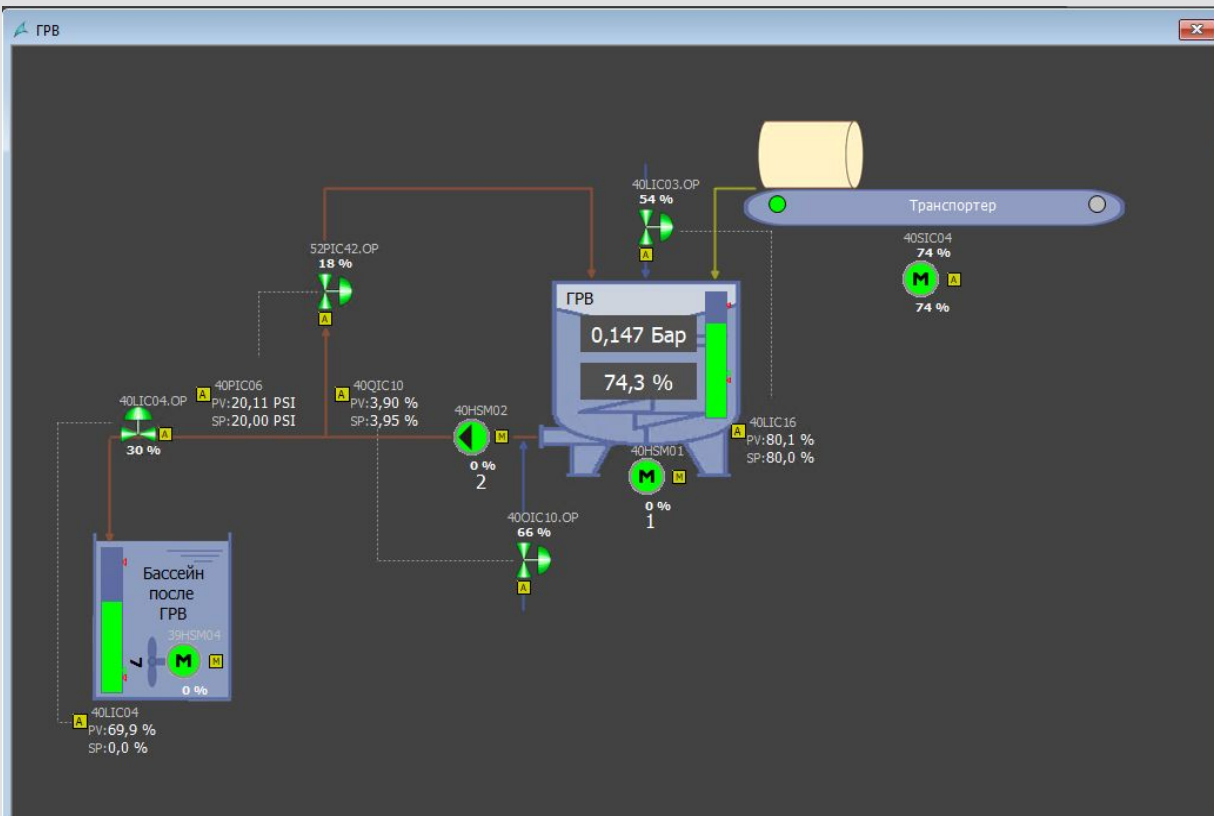 ГРВ
40LIC03.OP
54 %
A
Транспортер
40SIC04
74 %
M
A
74 %
52PIC42.OP
18 %
A
ГРВ
0,147 Бар
74,3 %
A
40PIC06
PV:20,11 PSI
SP:20,00 PSI
A
40QIC10
PV:3,90 %
SP:3,95 %
40LIC04.OP
A
30 %
40HSM02
M
0 %
2
A
40LIC16
PV:80,1 %
SP:80,0 %
40HSM01
M
M
0 %
1
40QIC10.OP
66 %
A
Бассейн
после
ГРВ
39HSM04
7
M
M
0 %
A
40LIC04
PV:69,9 %
SP:0,0 %